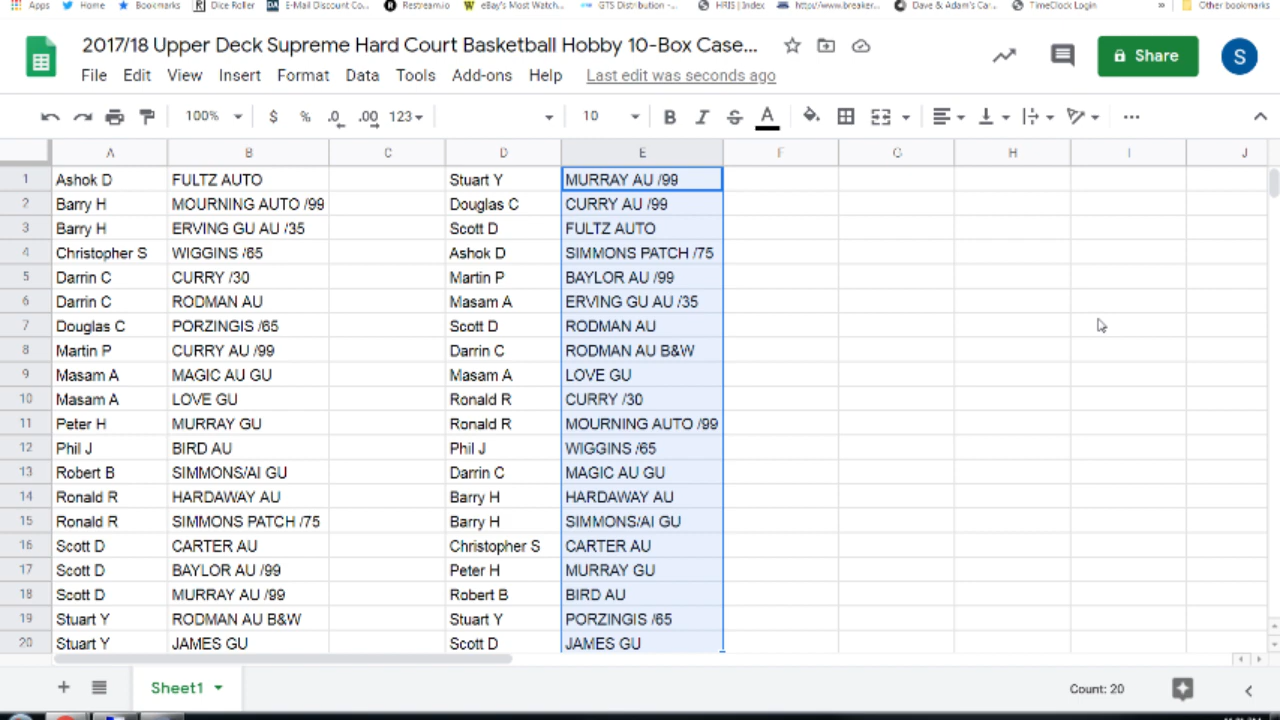 Apps Twitter Home Bookmarks Dice Roller E-Mail Discount Co... Restream.io eBay's Most Watch... GTS Distribution -... HRIS | Index http://www.breaker... Dave & Adam's Car... TimeClock Login » Other bookmarks
2017/18 Upper Deck Supreme Hard Court Basketball Hobby 10-Box Case...
Share
S
File Edit View Insert Format Data Tools Add-ons Help Last edit was seconds ago
100% $ % .0 .00 123 10 B I S A
A B C D E F G H I J
1 Ashok D FULTZ AUTO Stuart Y MURRAY AU /99
2 Barry H MOURNING AUTO /99 Douglas C CURRY AU /99
3 Barry H ERVING GU AU /35 Scott D FULTZ AUTO
4 Christopher S WIGGINS /65 Ashok D SIMMONS PATCH /75
5 Darrin C CURRY /30 Martin P BAYLOR AU /99
6 Darrin C RODMAN AU Masam A ERVING GU AU /35
7 Douglas C PORZINGIS /65 Scott D RODMAN AU
8 Martin P CURRY AU /99 Darrin C RODMAN AU B&W
9 Masam A MAGIC AU GU Masam A LOVE GU
10 Masam A LOVE GU Ronald R CURRY /30
11 Peter H MURRAY GU Ronald R MOURNING AUTO /99
12 Phil J BIRD AU Phil J WIGGINS /65
13 Robert B SIMMONS/AI GU Darrin C MAGIC AU GU
14 Ronald R HARDAWAY AU Barry H HARDAWAY AU
15 Ronald R SIMMONS PATCH /75 Barry H SIMMONS/AI GU
16 Scott D CARTER AU Christopher S CARTER AU
17 Scott D BAYLOR AU /99 Peter H MURRAY GU
18 Scott D MURRAY AU /99 Robert B BIRD AU
19 Stuart Y RODMAN AU B&W Stuart Y PORZINGIS /65
20 Stuart Y JAMES GU Scott D JAMES GU
Sheet1
Count: 20